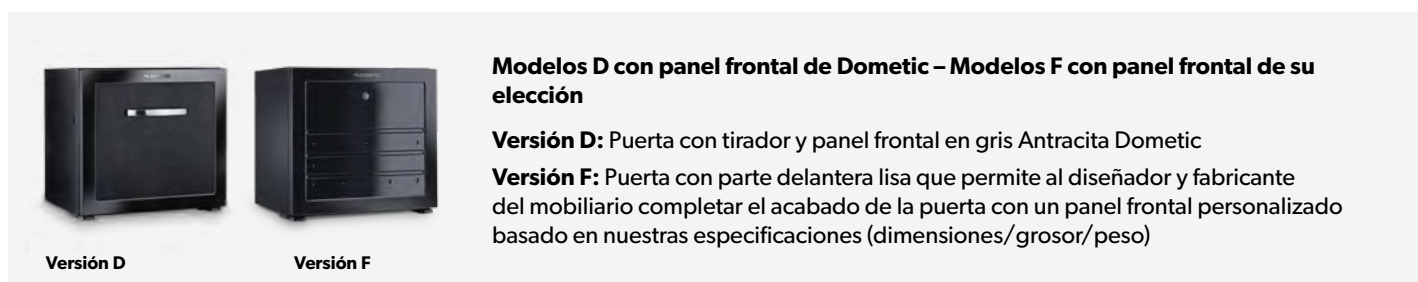 Modelos D con panel frontal de Dometic – Modelos F con panel frontal de su
elección
Versión D: Puerta con tirador y panel frontal en gris Antracita Dometic
Versión F: Puerta con parte delantera lisa que permite al diseñador y fabricante
del mobiliario completar el acabado de la puerta con un panel frontal personalizado
basado en nuestras especificaciones (dimensiones/grosor/peso)
Versión D
Versión F